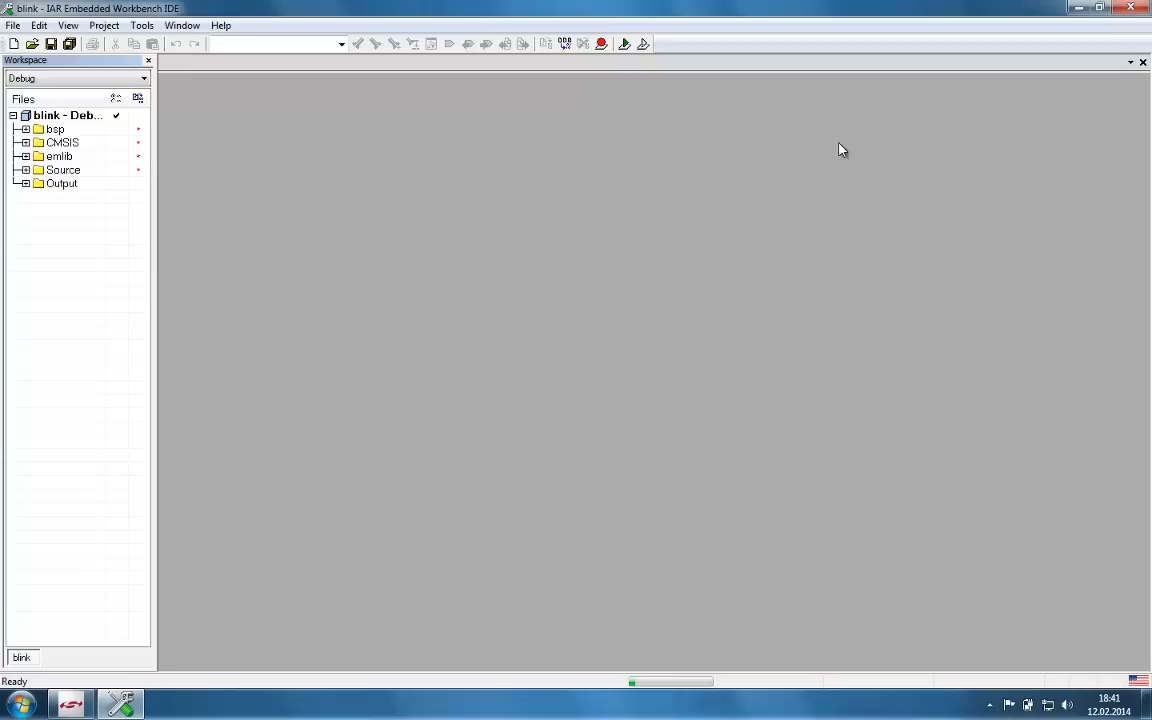 blink - IAR Embedded Workbench IDE
File Edit View Project Tools Window Help
Workspace
Debug
Files
blink - Deb...
bsp
CMSIS
emlib
Source
Output
blink
Ready
18:41
12.02.2014